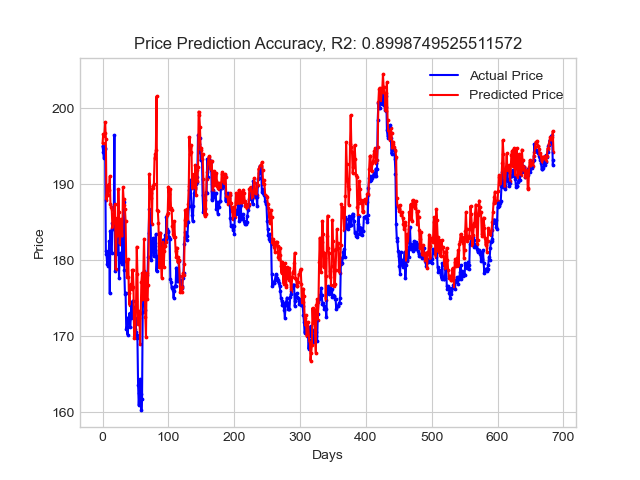 Price Prediction Accuracy, R2: 0.8998749525511572
Actual Price
Predicted Price
200
190
180
170
160
Price
0 100 200 300 400 500 600 700
Days